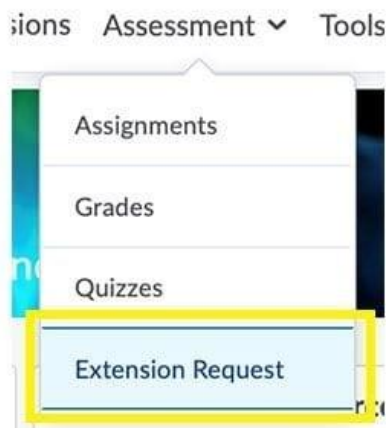 sions Assessment Tools
Assignments
Grades
Quizzes
Extension Request